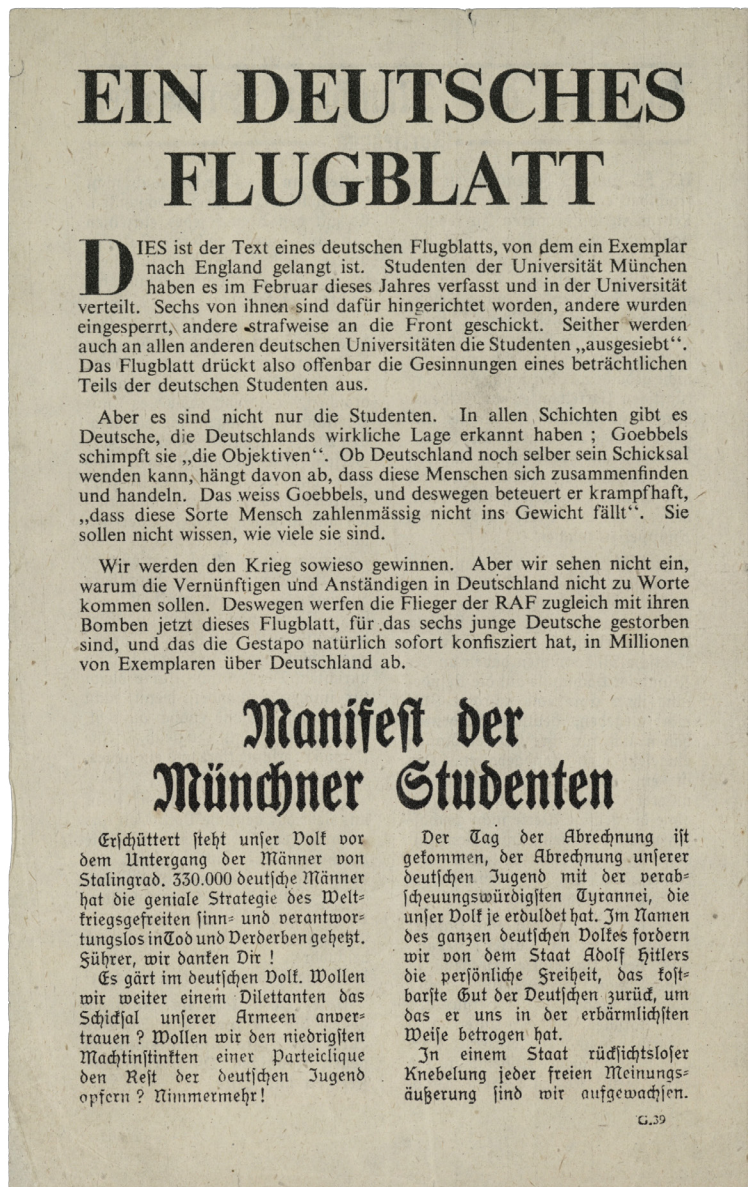 EIN DEUTSCHES
FLUGBLATT
DIES ist der Text eines deutschen Flugblatts, von dem ein Exemplar
nach England gelangt ist. Studenten der Universität München
haben es im Februar dieses Jahres verfasst und in der Universität
verteilt. Sechs von ihnen sind dafür hingerichtet worden, andere wurden
eingesperrt, andere strafweise an die Front geschickt. Seither werden
auch an allen anderen deutschen Universitäten die Studenten „ausgesiebt“.
Das Flugblatt drückt also offenbar die Gesinnungen eines beträchtlichen
Teils der deutschen Studenten aus.
Aber es sind nicht nur die Studenten. In allen Schichten gibt es
Deutsche, die Deutschlands wirkliche Lage erkannt haben ; Goebbels
schimpft sie „die Objektiven“. Ob Deutschland noch selber sein Schicksal
wenden kann, hängt davon ab, dass diese Menschen sich zusammenfinden
und handeln. Das weiss Goebbels, und deswegen beteuert er krampfhaft,
„dass diese Sorte Mensch zahlenmässig nicht ins Gewicht fällt“. Sie
sollen nicht wissen, wie viele sie sind.
Wir werden den Krieg sowieso gewinnen. Aber wir sehen nicht ein,
warum die Vernünftigen und Anständigen in Deutschland nicht zu Worte
kommen sollen. Deswegen werfen die Flieger der RAF zugleich mit ihren
Bomben jetzt dieses Flugblatt, für das sechs junge Deutsche gestorben
sind, und das die Gestapo natürlich sofort konfisziert hat, in Millionen
von Exemplaren über Deutschland ab.
Manifest der
Münchner Studenten
Erschüttert steht unser Volk vor
dem Untergang der Männer von
Stalingrad. 330.000 deutsche Männer
hat die geniale Strategie des Welt-
kriegsgefreiten sinn- und verantwor-
tungslos in Tod und Verderben gehetzt.
Führer, wir danken Dir !
Es gärt im deutschen Volk. Wollen
wir weiter einem Dilettanten das
Schicksal unserer Armeen anver-
trauen ? Wollen wir den niedrigsten
Machtinstinkten einer Parteiclique
den Rest der deutschen Jugend
opfern ? Nimmermehr !
Der Tag der Abrechnung ist
gekommen, der Abrechnung unserer
deutschen Jugend mit der verab-
scheuungswürdigsten Tyrannei, die
unser Volk je erduldet hat. Im Namen
des ganzen deutschen Volkes fordern
wir von dem Staat Adolf Hitlers
die persönliche Freiheit, das kost-
barste Gut der Deutschen zurück, um
das er uns in der erbärmlichsten
Weise betrogen hat.
In einem Staat rücksichtsloser
Knebelung jeder freien Meinungs-
äußerung sind wir aufgewachsen.
G.39